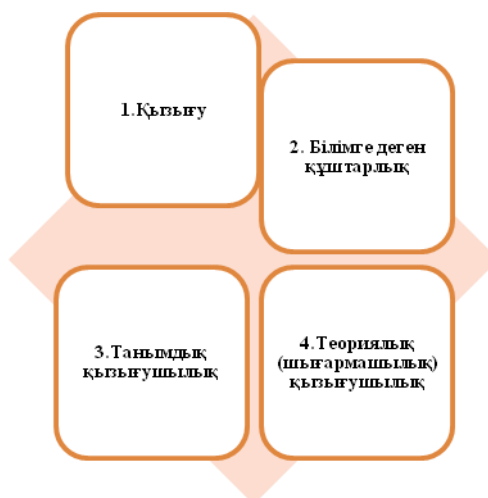 1.Қызығу
2. Білімге деген
құштарлық
3.Танымдық
қызығушылық
4.Теориялық
(шығармашылық)
қызығушылық